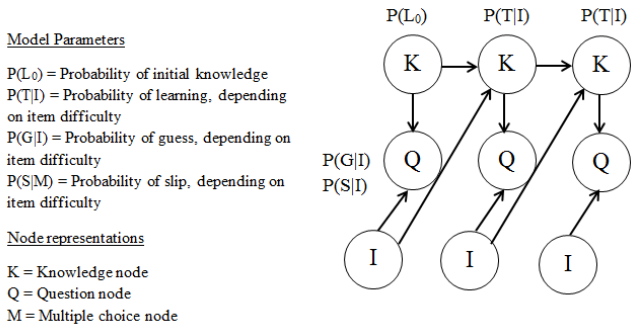 Model Parameters
P(L₀) = Probability of initial knowledge
P(T|I) = Probability of learning, depending
on item difficulty
P(G|I) = Probability of guess, depending on
item difficulty
P(S|M) = Probability of slip, depending on
item difficulty
Node representations
K = Knowledge node
Q = Question node
M = Multiple choice node
P(L₀) P(T|I) P(T|I)
K K K
P(G|I)
P(S|I)
Q Q Q
I I I